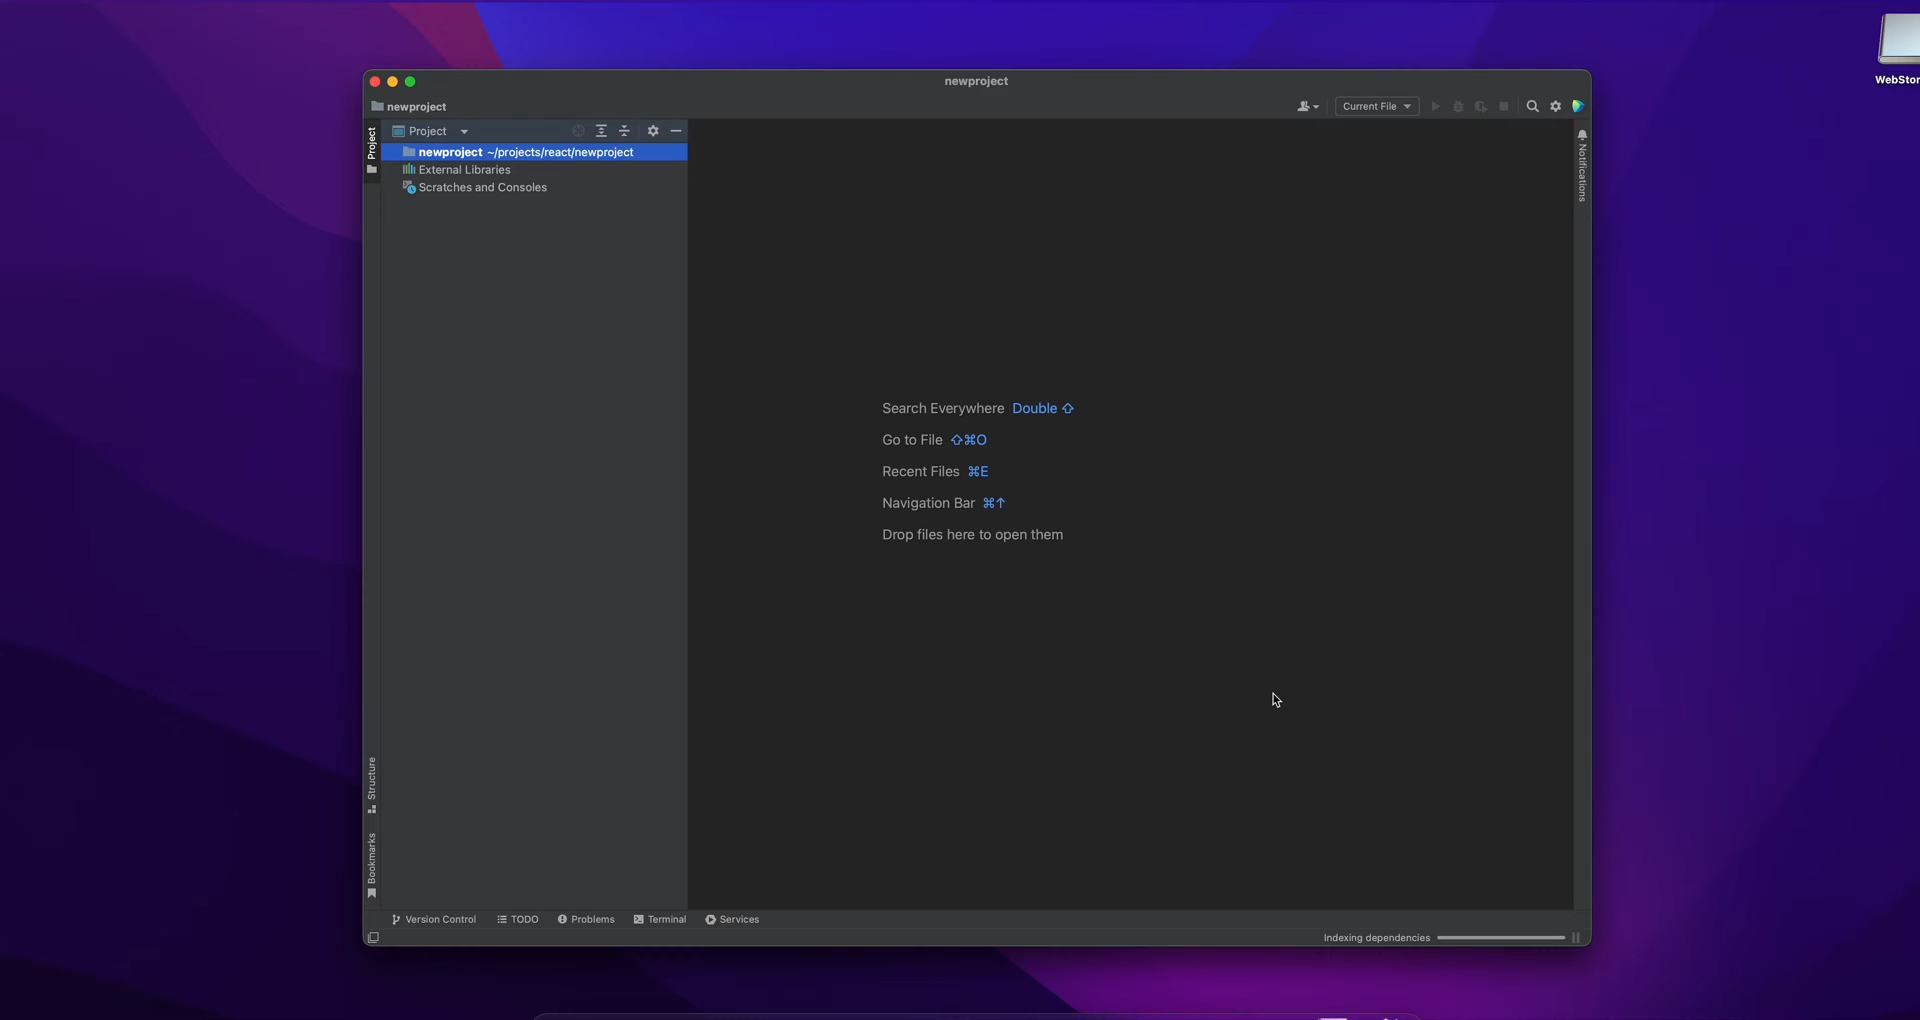 newproject
WebStor
newproject
Current File
Project
Project
newproject ~/projects/react/newproject
External Libraries
Scratches and Consoles
Notifications
Search Everywhere Double ⇧
Go to File ⇧⌘O
Recent Files ⌘E
Navigation Bar ⌘↑
Drop files here to open them
Structure
Bookmarks
Version Control TODO Problems Terminal Services
Indexing dependencies